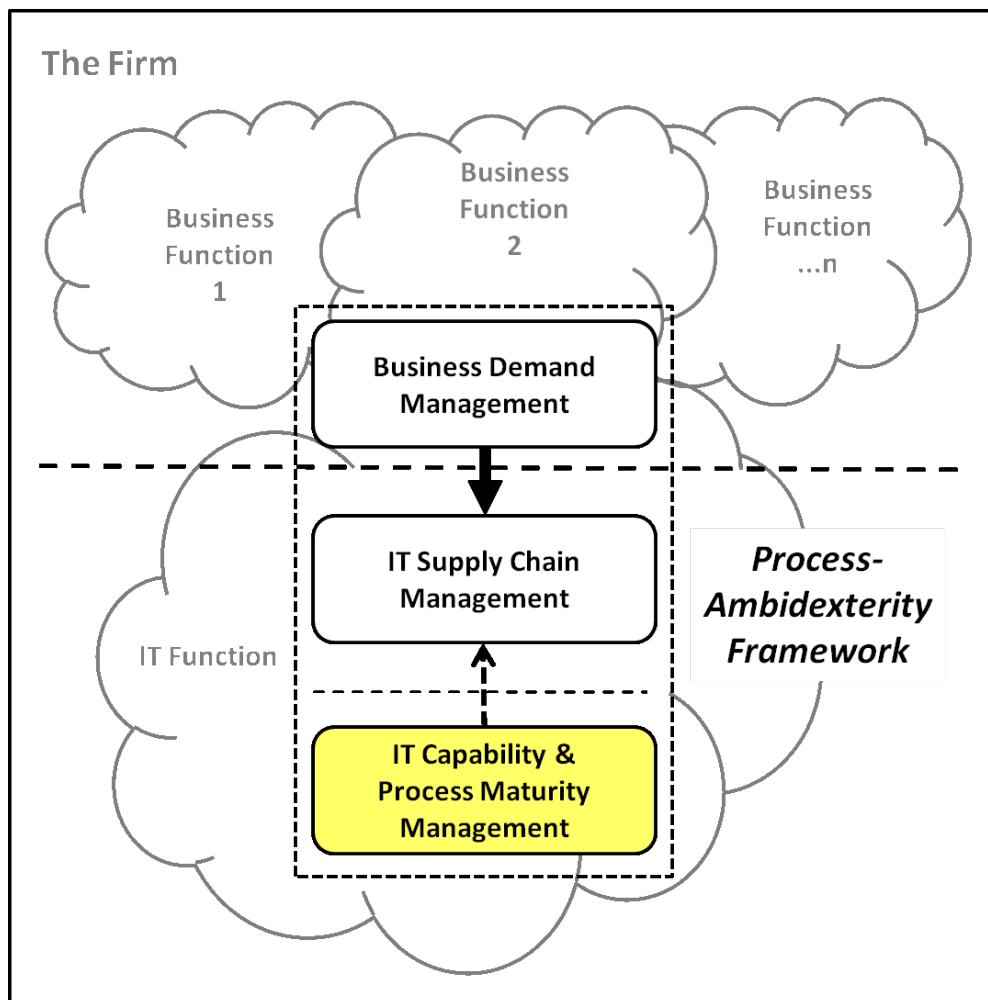 The Firm
Business
Function
1
Business
Function
2
Business
Function
...n
Business Demand
Management
IT Supply Chain
Management
Process-
Ambidexterity
Framework
IT Function
IT Capability &
Process Maturity
Management